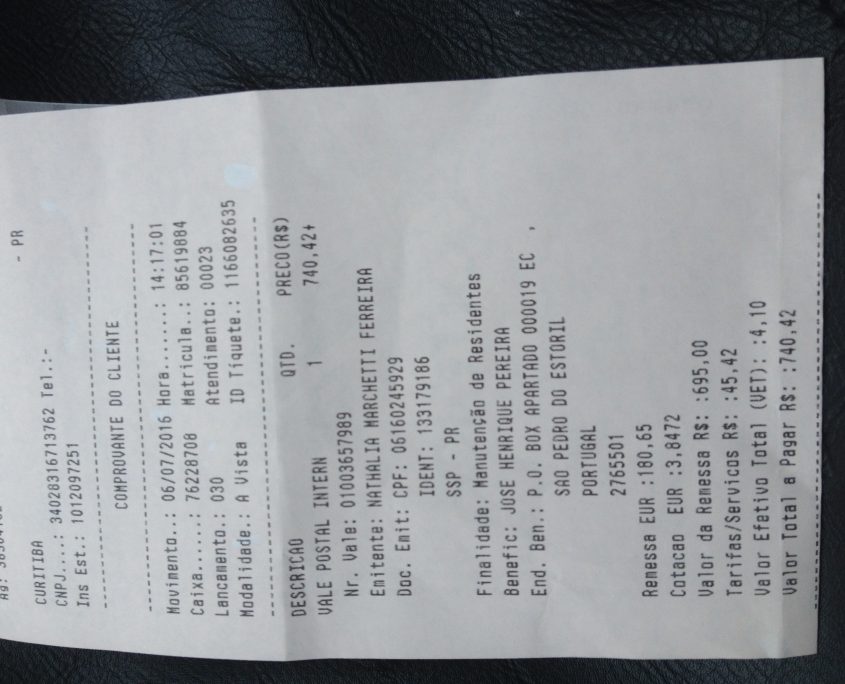 - PR
CURITIBA
CNPJ....: 34028316713762 Tel.:-
Ins Est.: 1012097251
----------------------------------------
COMPROVANTE DO CLIENTE
----------------------------------------
Movimento..: 06/07/2016 Hora........: 14:17:01
Caixa.......: 76228708 Matricula..: 85619884
Lancamento.: 030 Atendimento: 00023
Modalidade.: A Vista ID Tiquete.: 1166082635
----------------------------------------
DESCRICAO QTD. PRECO(R$)
VALE POSTAL INTERN 1 740,42+
Nr. Vale: 01003657989
Emitente: NATHALIA MARCHETTI FERREIRA
Doc. Emit: CPF: 06160245929
IDENT: 133179186
SSP - PR
Finalidade: Manutenção de Residentes
Benefic: JOSE HENRIQUE PEREIRA
End. Ben.: P.O. BOX APARTADO 000019 EC ,
SAO PEDRO DO ESTORIL
PORTUGAL
2765501
Remessa EUR :180,65
Cotacao EUR :3,8472
Valor da Remessa R$: :695,00
Tarifas/Servicos R$: :45,42
Valor Efetivo Total (VET): :4,10
Valor Total a Pagar R$: :740,42
----------------------------------------